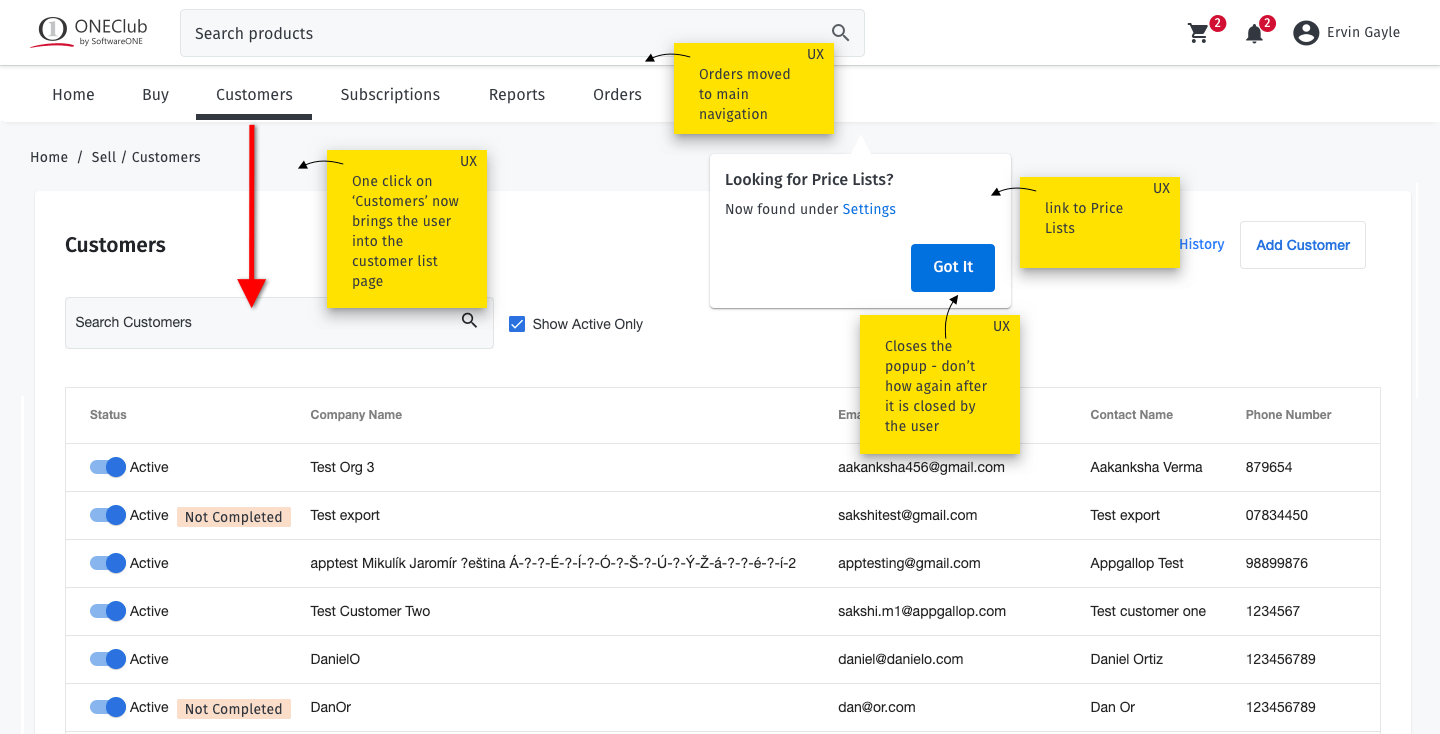 ONEClub
by SoftwareONE
Search products
2
2
Ervin Gayle
Home Buy Customers Subscriptions Reports Orders
UX
Orders moved
to main
navigation
Home / Sell / Customers
UX
One click on
‘Customers’ now
brings the user
into the
customer list
page
Looking for Price Lists?
Now found under Settings
Got It
UX
link to Price
Lists
Customers
History
Add Customer
Search Customers
Show Active Only
UX
Closes the
popup - don’t
how again after
it is closed by
the user
Status Company Name Contact Name Phone Number
Active Test Org 3 aakanksha456@gmail.com Aakanksha Verma 879654
Active Not Completed Test export sakshitest@gmail.com Test export 07834450
Active apptest Mikulík Jaromír ?eština Á-?-?-É-?-Í-?-Ó-?-Š-?-Ú-?-Ý-Ž-á-?-?-é-?-í-2 apptesting@gmail.com Appgallop Test 98899876
Active Test Customer Two sakshi.m1@appgallop.com Test customer one 1234567
Active DanielO daniel@danielo.com Daniel Ortiz 123456789
Active Not Completed DanOr dan@or.com Dan Or 123456789